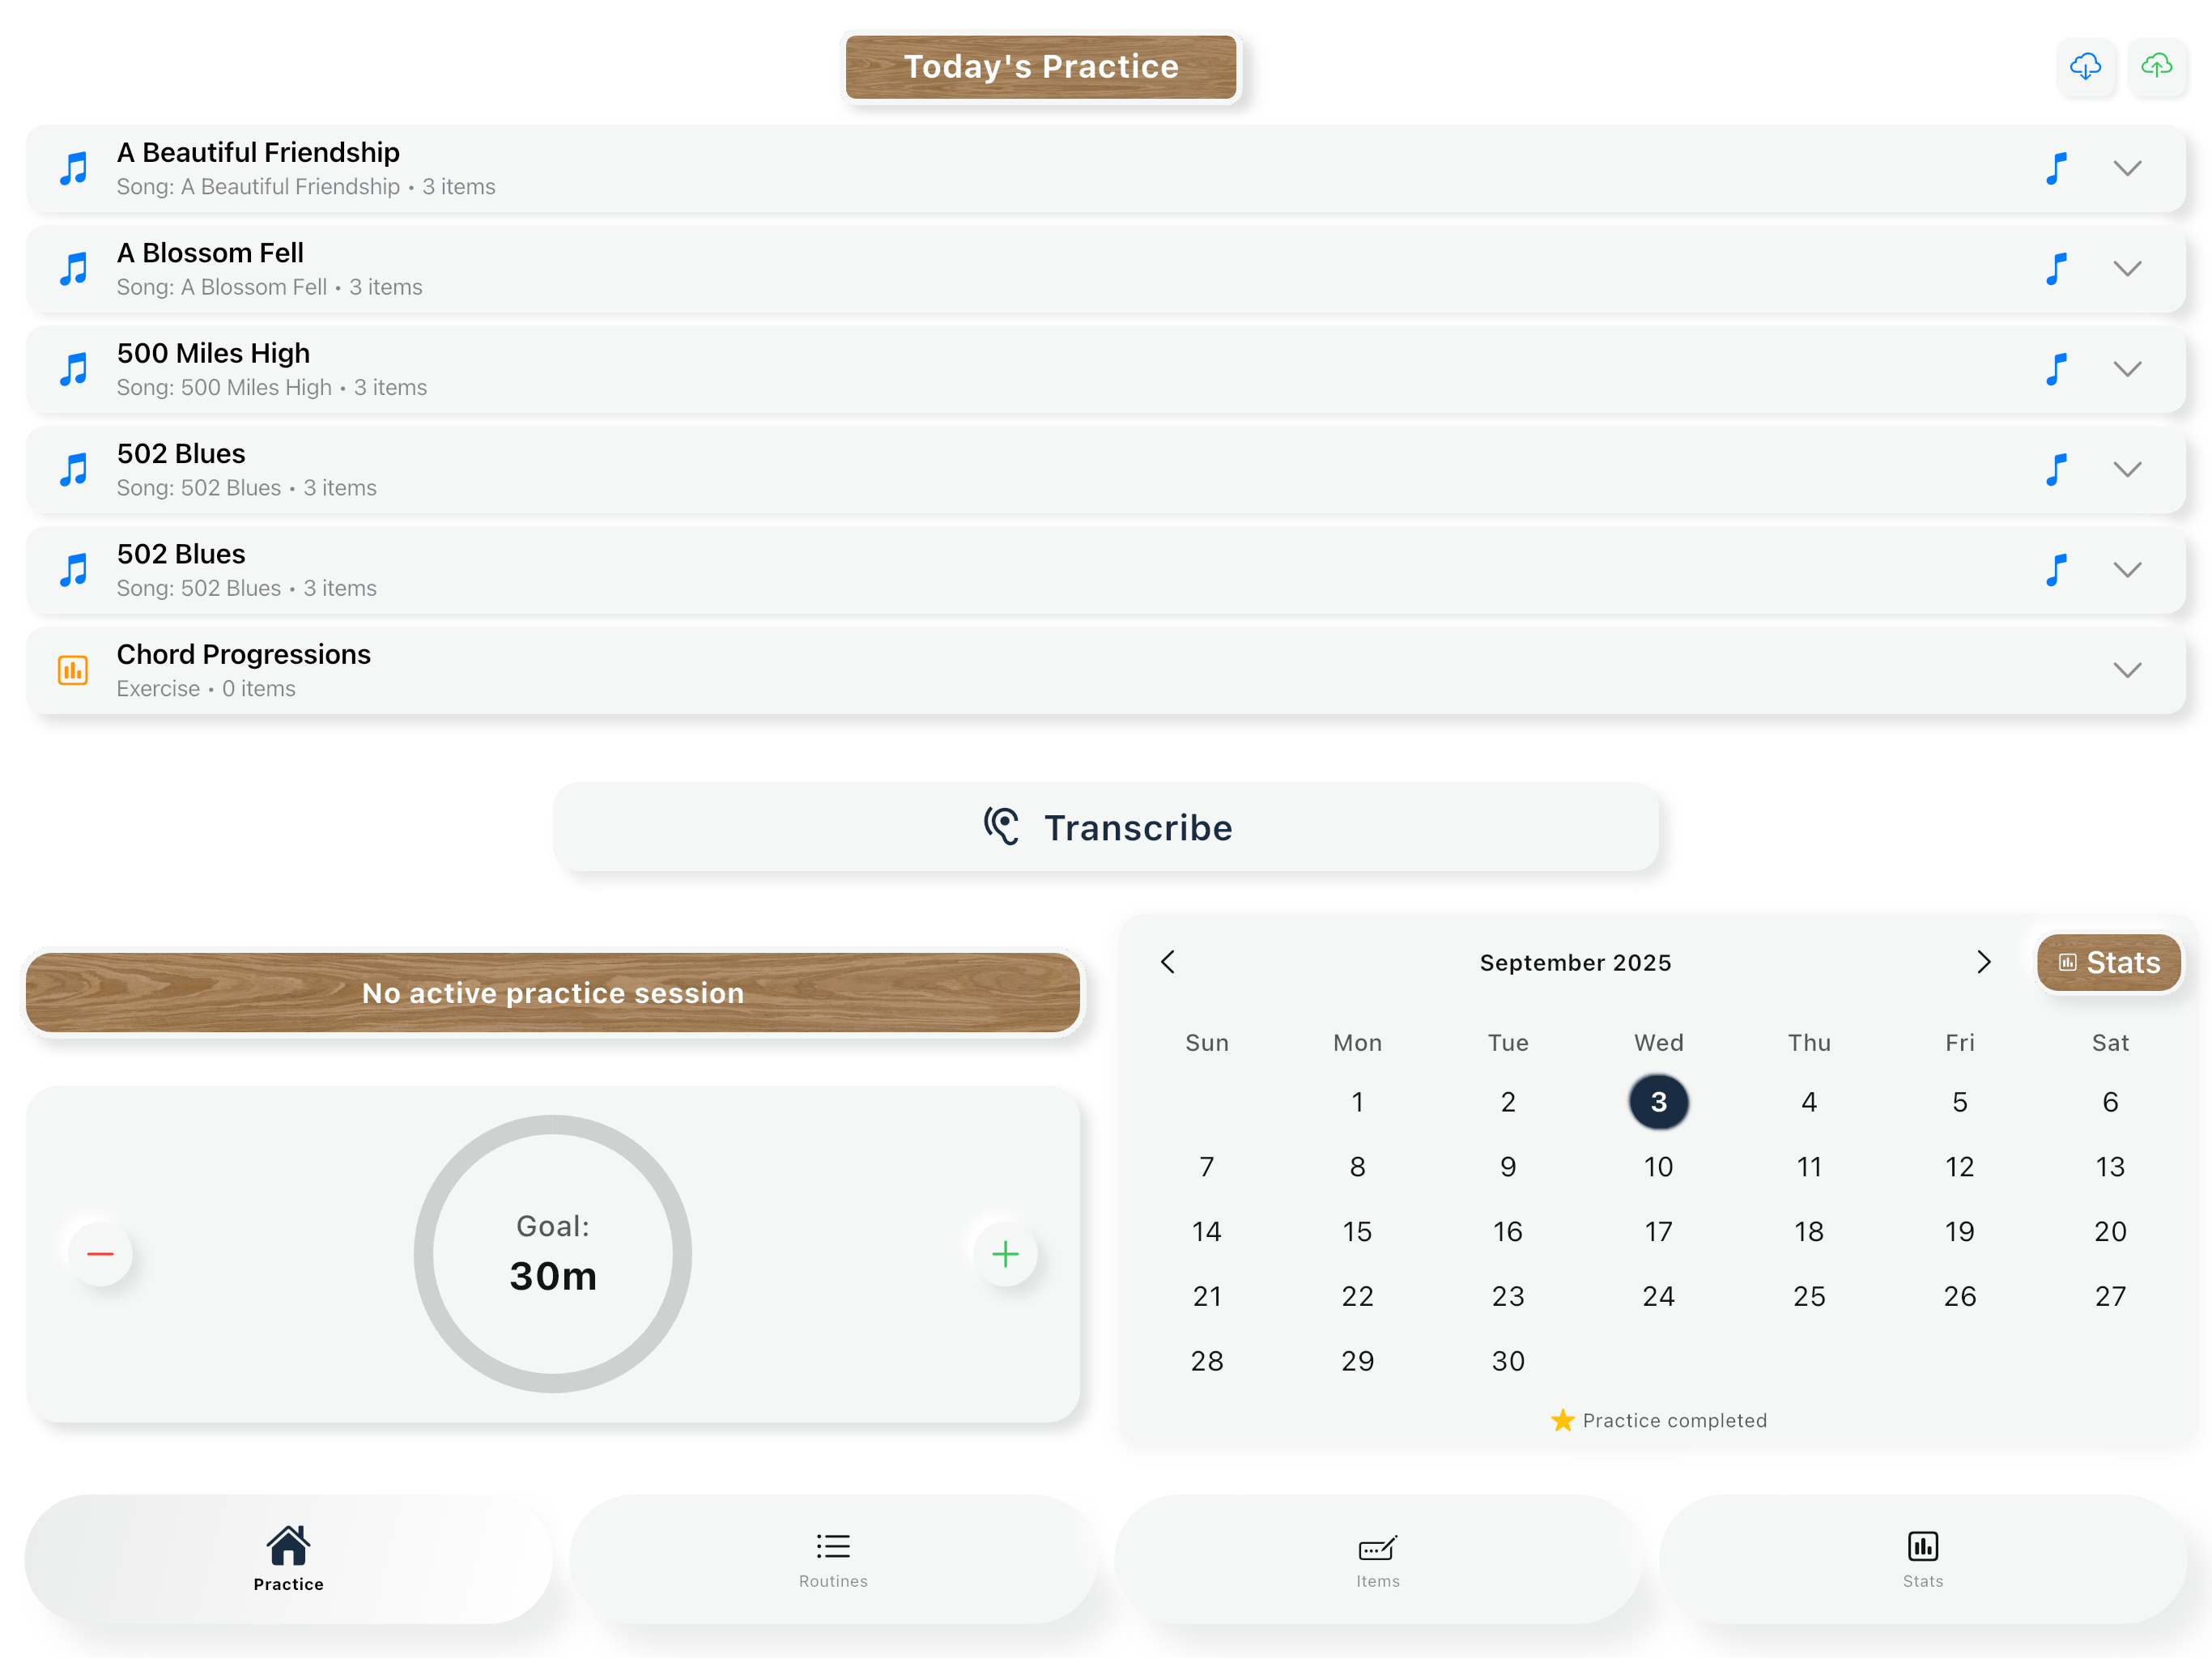 Today's Practice
A Beautiful Friendship
Song: A Beautiful Friendship • 3 items
A Blossom Fell
Song: A Blossom Fell • 3 items
500 Miles High
Song: 500 Miles High • 3 items
502 Blues
Song: 502 Blues • 3 items
502 Blues
Song: 502 Blues • 3 items
Chord Progressions
Exercise • 0 items
Transcribe
No active practice session
Goal:
30m
September 2025
Stats
Sun Mon Tue Wed Thu Fri Sat
1 2 3 4 5 6
7 8 9 10 11 12 13
14 15 16 17 18 19 20
21 22 23 24 25 26 27
28 29 30
Practice completed
Practice
Routines
Items
Stats